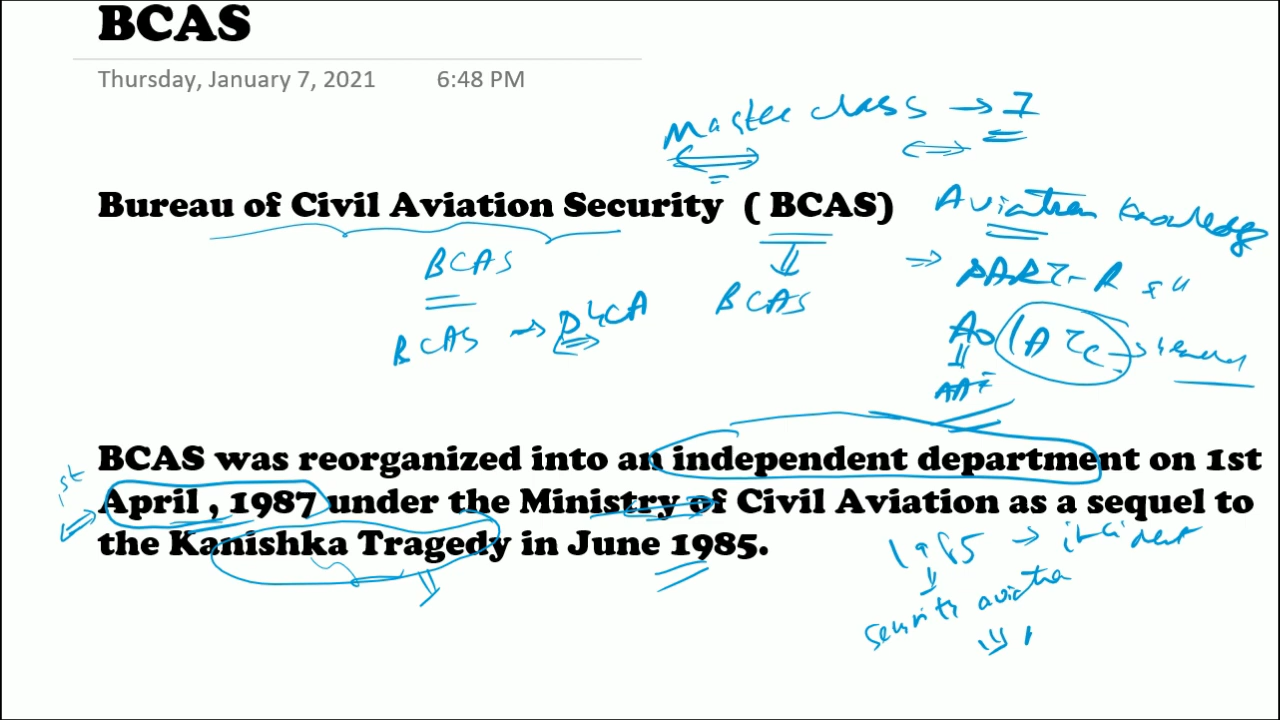 BCAS
Thursday, January 7, 2021 6:48 PM
Master class → I
Bureau of Civil Aviation Security ( BCAS)
Aviation Knowledge
BCAS
BCAS
BCAS → DGCA
PART-
BCAS was reorganized into an independent department on 1st
1st
April , 1987 under the Ministry of Civil Aviation as a sequel to
the Kanishka Tragedy in June 1985.
1985 → incident
security aviation